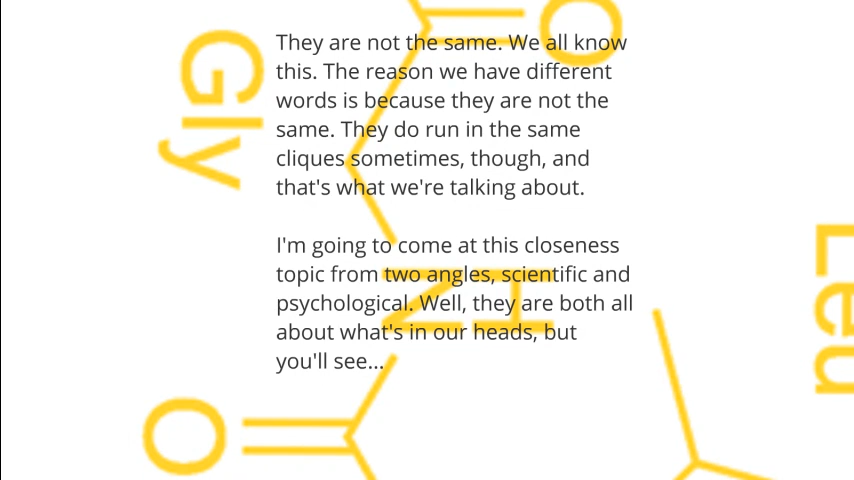 They are not the same. We all know
this. The reason we have different
words is because they are not the
same. They do run in the same
cliques sometimes, though, and
that's what we're talking about.
I'm going to come at this closeness
topic from two angles, scientific and
psychological. Well, they are both all
about what's in our heads, but
you'll see...
Gly
O
N
H
O
Leu